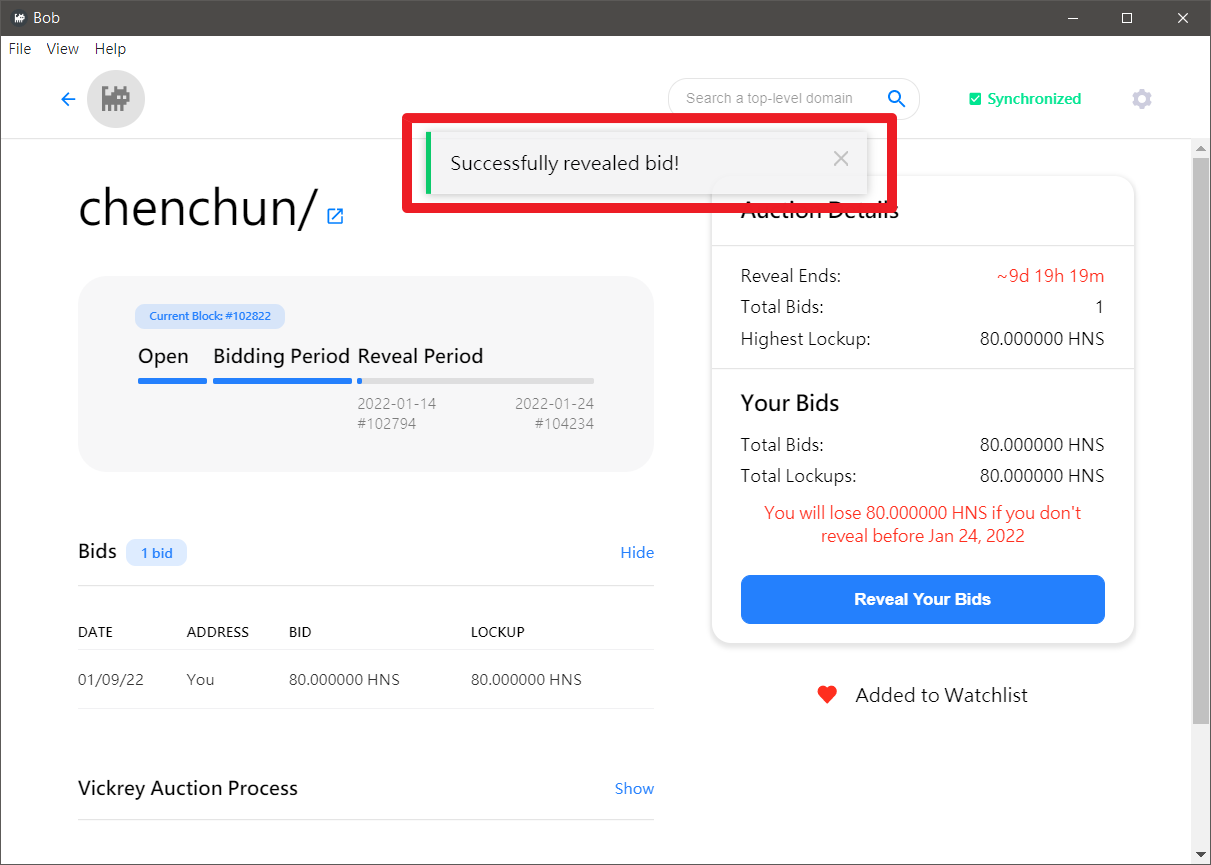 Bob
File View Help
Search a top-level domain
Synchronized
Successfully revealed bid!
chenchun/
Current Block: #102822
Open Bidding Period Reveal Period
2022-01-14 2022-01-24
#102794 #104234
Bids 1 bid Hide
DATE ADDRESS BID LOCKUP
01/09/22 You 80.000000 HNS 80.000000 HNS
Vickrey Auction Process Show
Auction Details
Reveal Ends: ~9d 19h 19m
Total Bids: 1
Highest Lockup: 80.000000 HNS
Your Bids
Total Bids: 80.000000 HNS
Total Lockups: 80.000000 HNS
You will lose 80.000000 HNS if you don't
reveal before Jan 24, 2022
Reveal Your Bids
Added to Watchlist